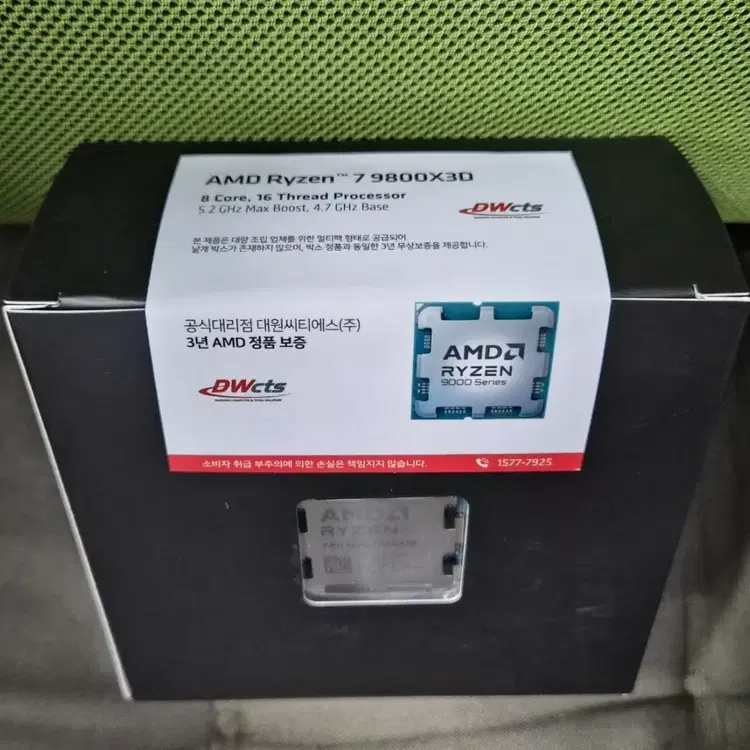 AMD Ryzen™ 7 9800X3D
8 Core, 16 Thread Processor
5.2 GHz Max Boost, 4.7 GHz Base
DWcts
본 제품은 대량 조립 업체를 위한 멀티팩 형태로 공급되어
낱개 박스가 존재하지 않으며, 박스 정품과 동일한 3년 무상보증을 제공합니다.
공식대리점 대원씨티에스(주)
3년 AMD 정품 보증
DWcts
AMD
RYZEN
9000 Series
소비자 취급 부주의에 의한 손실은 책임지지 않습니다.
1577-7925
AMD
RYZEN